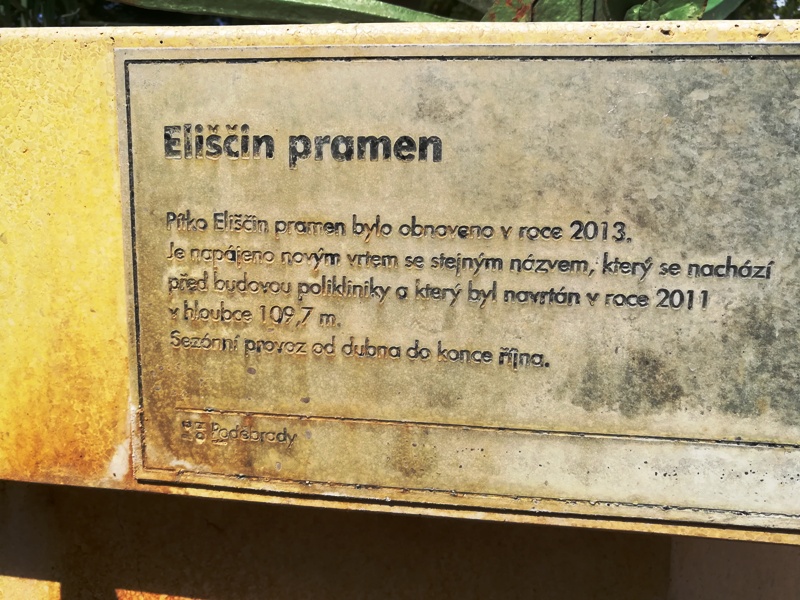 Eliščin pramen
Pítko Eliščin pramen bylo obnoveno v roce 2013.
Je napájeno novým vrtem se stejným názvem, který se nachází
před budovou polikliniky a který byl navrtán v roce 2011
v hloubce 109,7 m.
Sezónní provoz od dubna do konce října.
Poděbrady